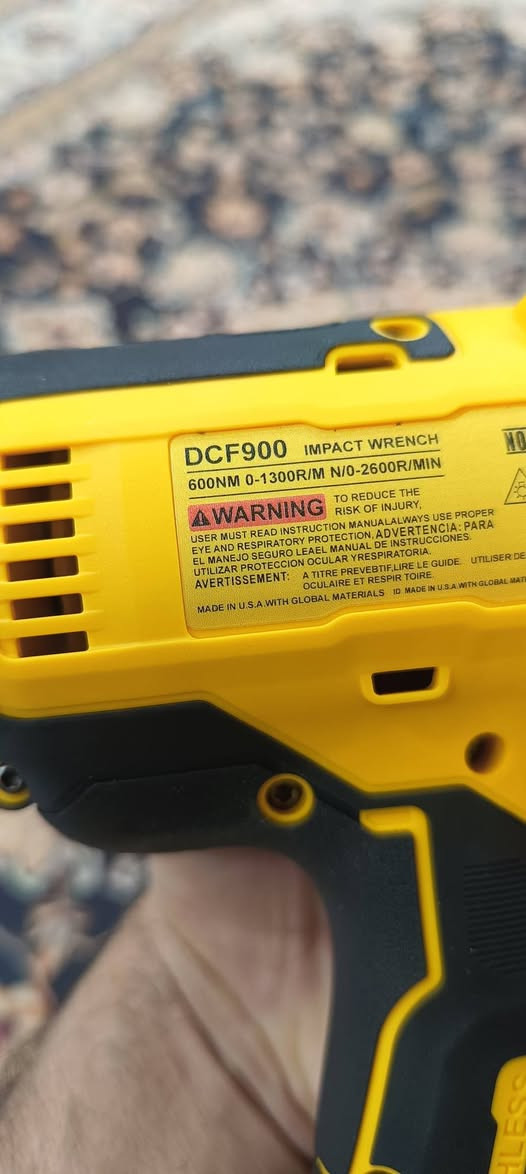 DCF900 IMPACT WRENCH
600NM 0-1300R/M N/0-2600R/MIN
WARNING TO REDUCE THE
RISK OF INJURY,
USER MUST READ INSTRUCTION MANUALALWAYS USE PROPER
EYE AND RESPIRATORY PROTECTION, ADVERTENCIA: PARA
EL MANEJO SEGURO LEAEL MANUAL DE INSTRUCCIONES.
UTILIZAR PROTECCION OCULAR YRESPIRATORIA.
AVERTISSEMENT: A TITRE PREVEBTIF,LIRE LE GUIDE. UTILISER DE
OCULAIRE ET RESPIR TOIRE.
MADE IN U.S.A.WITH GLOBAL MATERIALS ID MADE IN U.S.A.WITH GLOBAL MAT
NO
HLESS